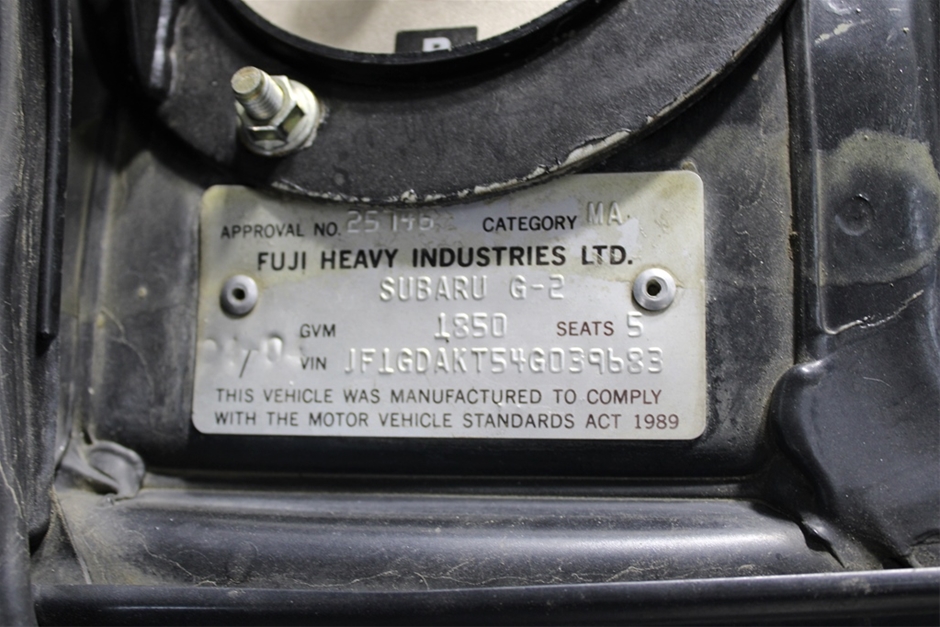 APPROVAL NO. 25146 CATEGORY MA
FUJI HEAVY INDUSTRIES LTD.
SUBARU G-2
GVM 1850 SEATS 5
VIN JF1GDAKT54G039683
THIS VEHICLE WAS MANUFACTURED TO COMPLY
WITH THE MOTOR VEHICLE STANDARDS ACT 1989